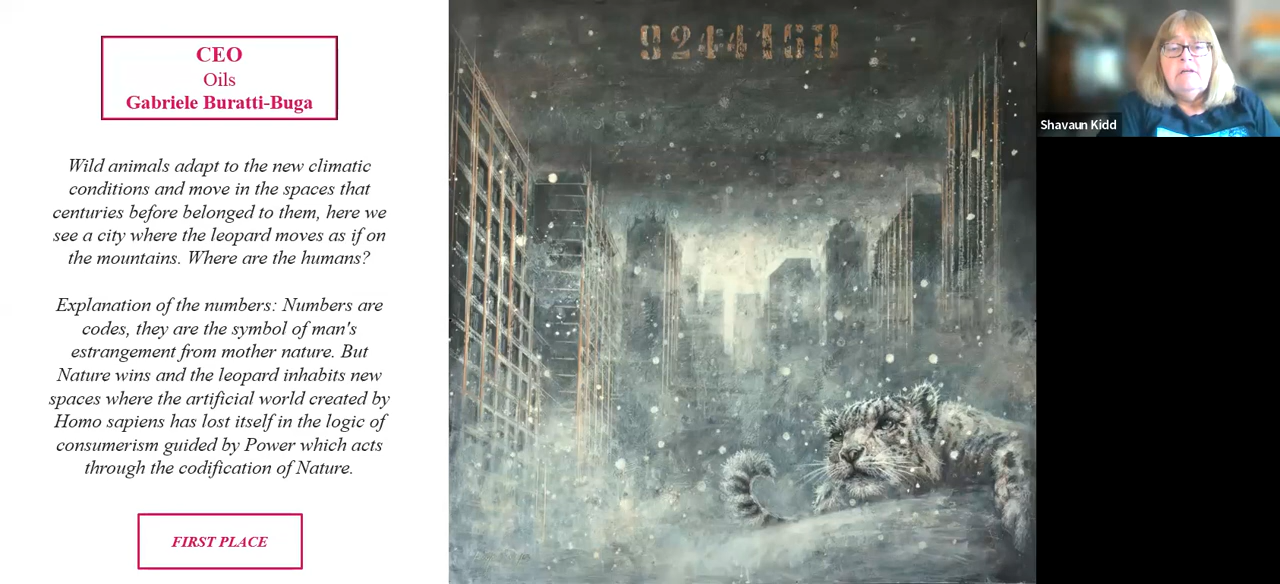 CEO
Oils
Gabriele Buratti-Buga
Wild animals adapt to the new climatic
conditions and move in the spaces that
centuries before belonged to them, here we
see a city where the leopard moves as if on
the mountains. Where are the humans?
Explanation of the numbers: Numbers are
codes, they are the symbol of man's
estrangement from mother nature. But
Nature wins and the leopard inhabits new
spaces where the artificial world created by
Homo sapiens has lost itself in the logic of
consumerism guided by Power which acts
through the codification of Nature.
FIRST PLACE
Shavaun Kidd